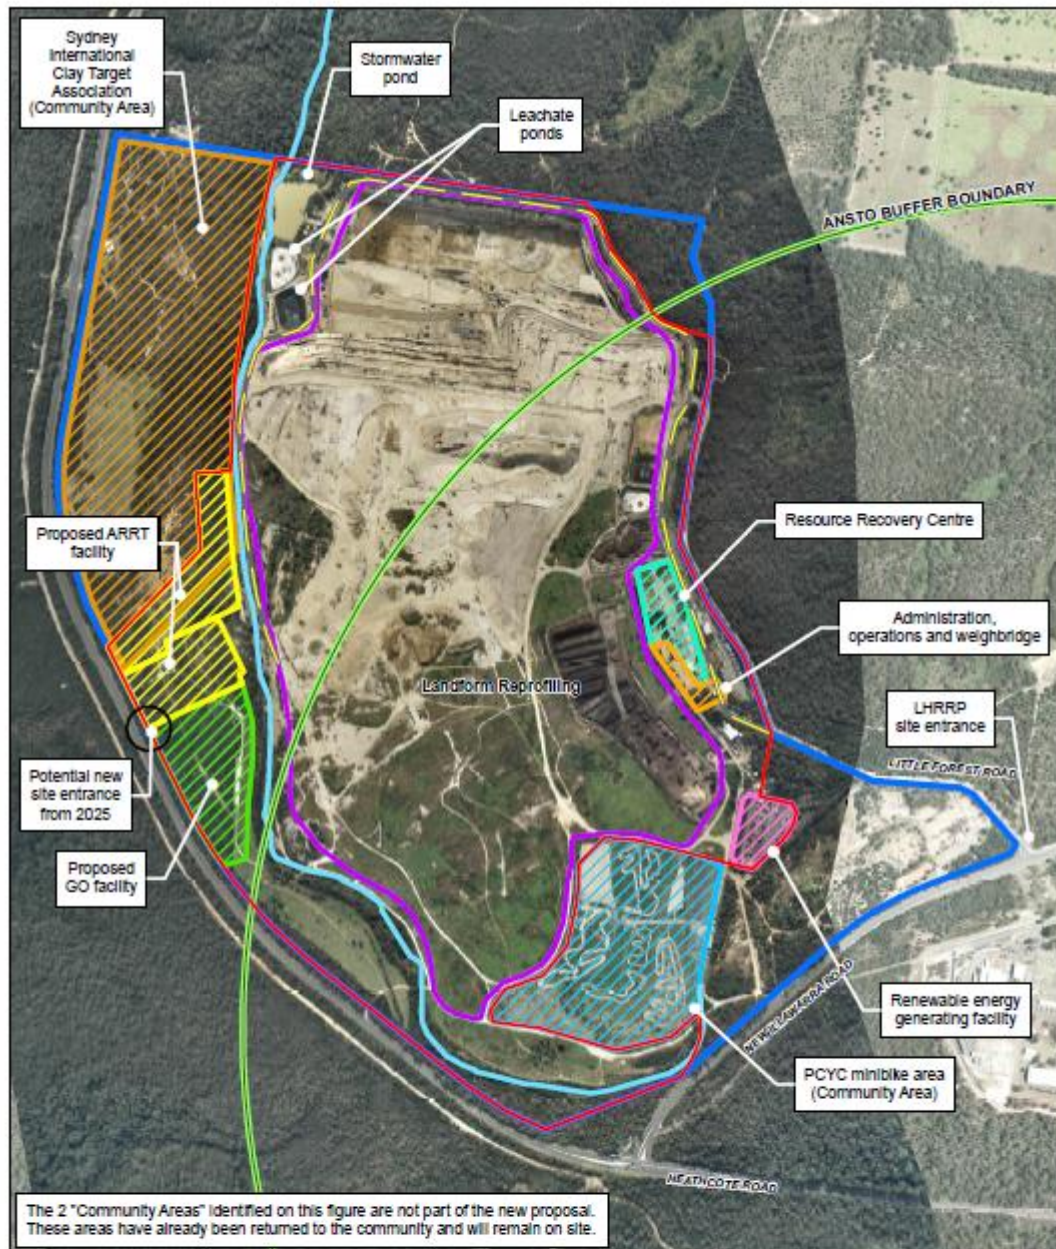 Sydney
International
Clay Target
Association
(Community Area)
Stormwater
pond
Leachate
ponds
ANSTO BUFFER BOUNDARY
Proposed ARRT
facility
Resource Recovery Centre
Administration,
operations and weighbridge
Landform Reprofiling
LHRRP
site entrance
LITTLE FOREST ROAD
Potential new
site entrance
from 2025
Proposed
GO facility
NEW ILLAWARRA ROAD
Renewable energy
generating facility
PCYC minibike area
(Community Area)
HEATHCOTE ROAD
The 2 "Community Areas" identified on this figure are not part of the new proposal.
These areas have already been returned to the community and will remain on site.